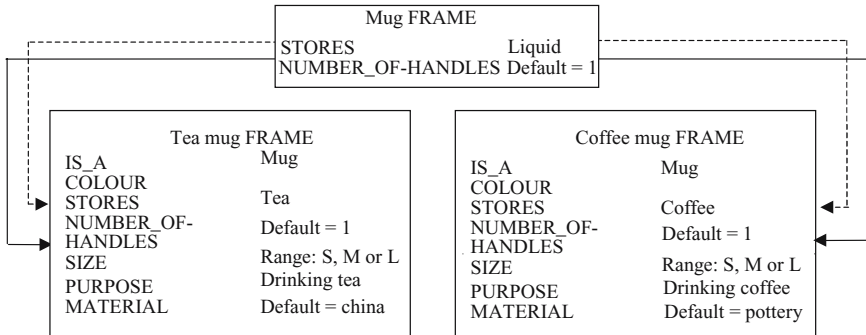 Mug FRAME
STORES Liquid
NUMBER_OF-HANDLES Default = 1
Tea mug FRAME
IS_A Mug
COLOUR
STORES Tea
NUMBER_OF-
HANDLES Default = 1
SIZE Range: S, M or L
PURPOSE Drinking tea
MATERIAL Default = china
Coffee mug FRAME
IS_A Mug
COLOUR
STORES Coffee
NUMBER_OF-
HANDLES Default = 1
SIZE Range: S, M or L
PURPOSE Drinking coffee
MATERIAL Default = pottery